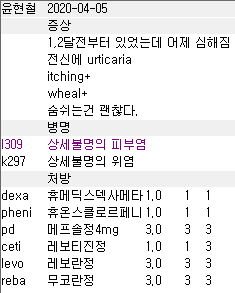 윤현철 2020-04-05
증상
1,2달전부터 있었는데 어제 심해짐
전신에 urticaria
itching+
wheal+
숨쉬는건 괜찮다.
병명
l309 상세불명의 피부염
k297 상세불명의 위염
처방
dexa 휴메딕스덱사메타 1.0 1 1
pheni 휴온스클로르페니 1.0 1 1
pd 메프솔정4mg 3.0 3 3
ceti 레보티진정 1.0 1 3
levo 레보란정 3.0 3 3
reba 무코란정 3.0 3 3